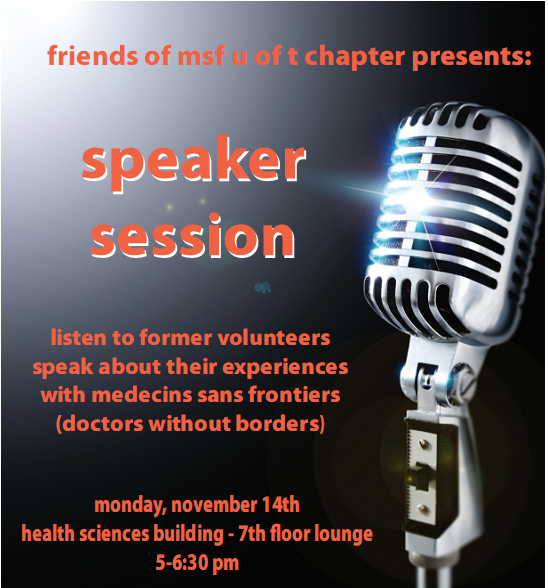 friends of msf u of t chapter presents:
speaker
session
listen to former volunteers
speak about their experiences
with medecins sans frontiers
(doctors without borders)
monday, november 14th
health sciences building - 7th floor lounge
5-6:30 pm